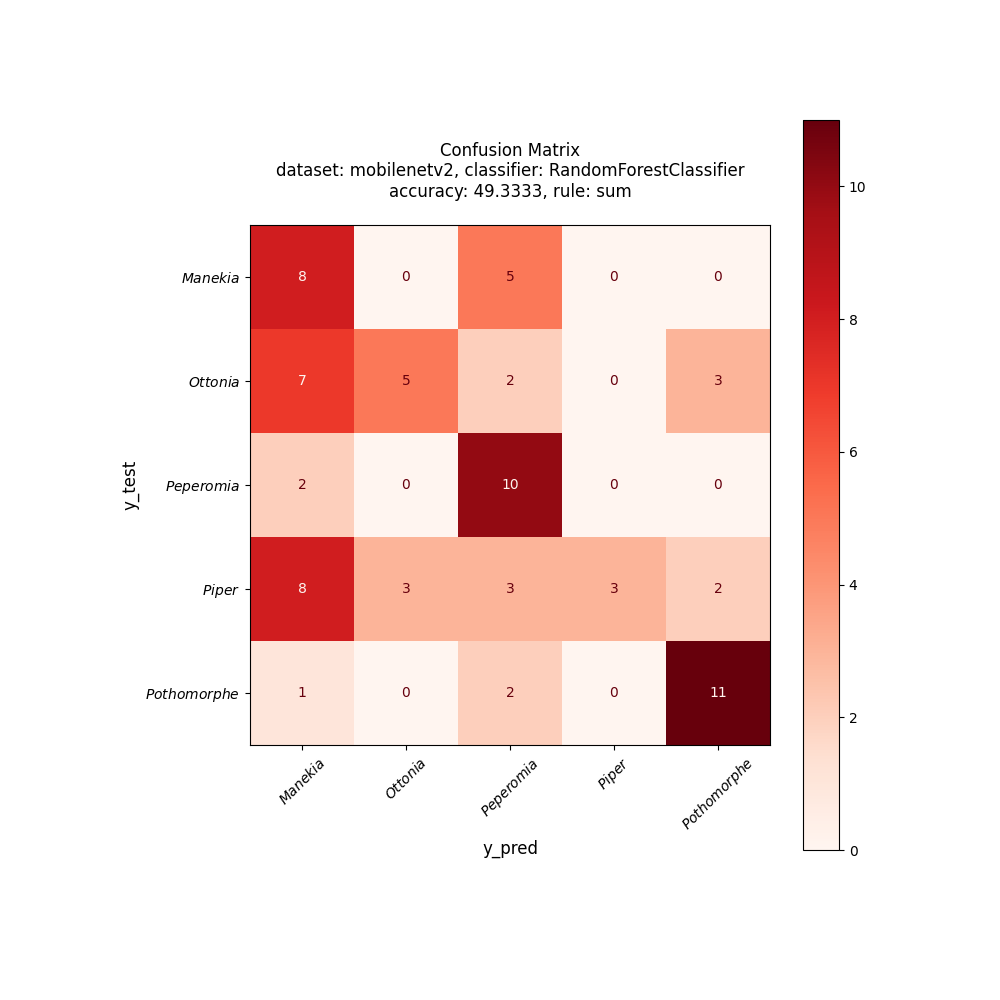 Confusion Matrix
dataset: mobilenetv2, classifier: RandomForestClassifier
accuracy: 49.3333, rule: sum
Manekia 8 0 5 0 0
Ottonia 7 5 2 0 3
Peperomia 2 0 10 0 0
Piper 8 3 3 3 2
Pothomorphe 1 0 2 0 11
Manekia Ottonia Peperomia Piper Pothomorphe
y_pred
y_test
10
8
6
4
2
0